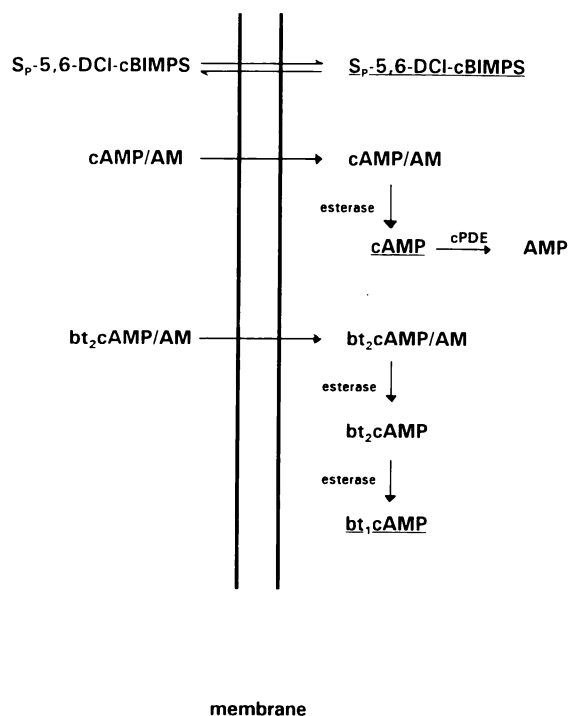 Sₚ-5,6-DCl-cBIMPS Sₚ-5,6-DCl-cBIMPS
cAMP/AM cAMP/AM
esterase
cAMP cPDE AMP
bt₂cAMP/AM bt₂cAMP/AM
esterase
bt₂cAMP
esterase
bt₁cAMP
membrane